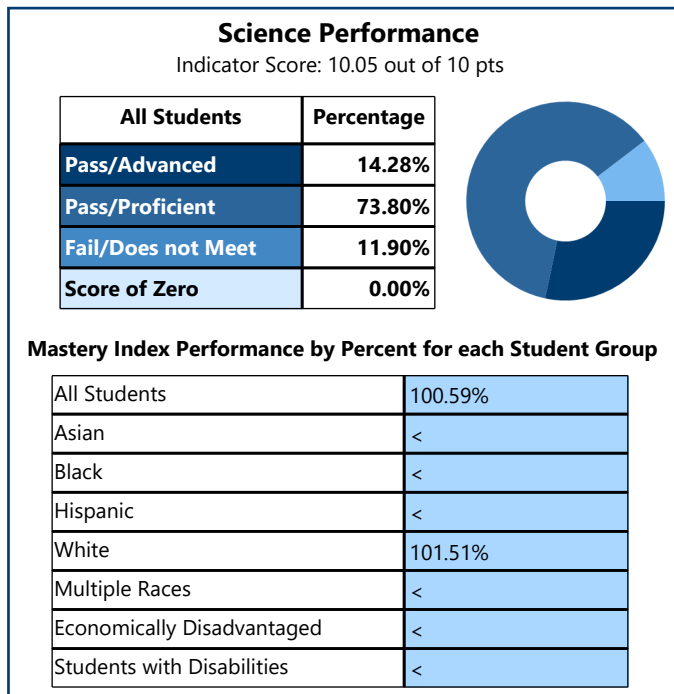 Science Performance
Indicator Score: 10.05 out of 10 pts
All Students Percentage
Pass/Advanced 14.28%
Pass/Proficient 73.80%
Fail/Does not Meet 11.90%
Score of Zero 0.00%
Mastery Index Performance by Percent for each Student Group
All Students 100.59%
Asian <
Black <
Hispanic <
White 101.51%
Multiple Races <
Economically Disadvantaged <
Students with Disabilities <